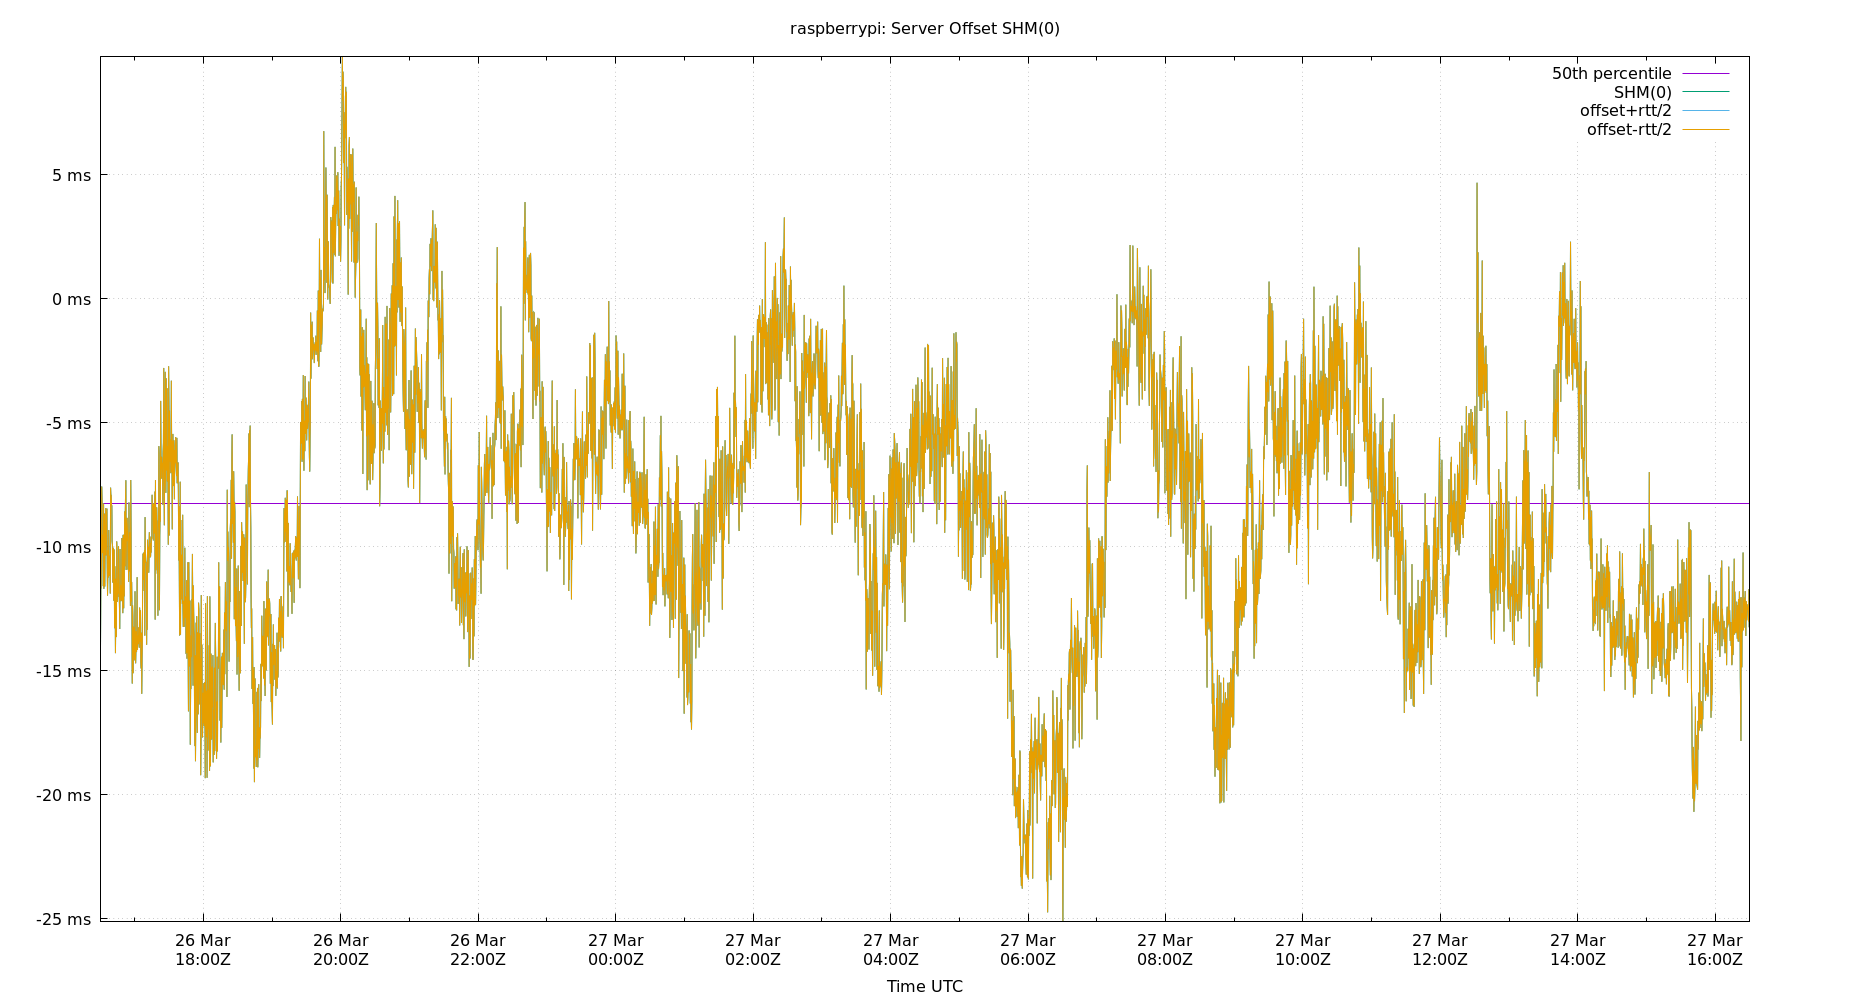 raspberrypi: Server Offset SHM(0)
50th percentile
SHM(0)
offset+rtt/2
offset-rtt/2
5 ms
0 ms
-5 ms
-10 ms
-15 ms
-20 ms
-25 ms
26 Mar 26 Mar 26 Mar 27 Mar 27 Mar 27 Mar 27 Mar 27 Mar 27 Mar 27 Mar 27 Mar 27 Mar
18:00Z 20:00Z 22:00Z 00:00Z 02:00Z 04:00Z 06:00Z 08:00Z 10:00Z 12:00Z 14:00Z 16:00Z
Time UTC